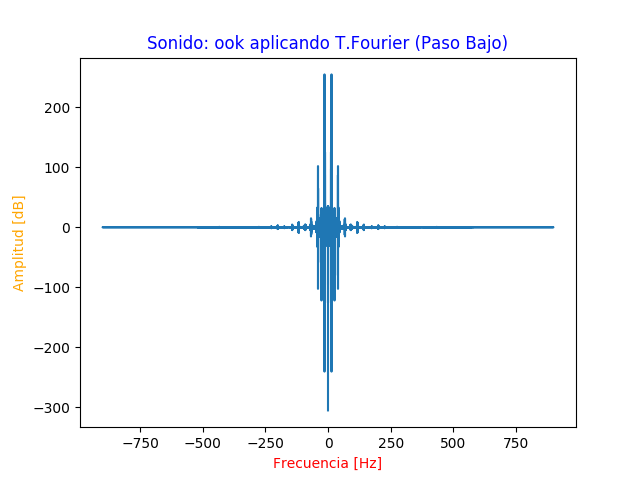 Sonido: ook aplicando T.Fourier (Paso Bajo)
Amplitud [dB]
200
100
0
−100
−200
−300
−750 −500 −250 0 250 500 750
Frecuencia [Hz]